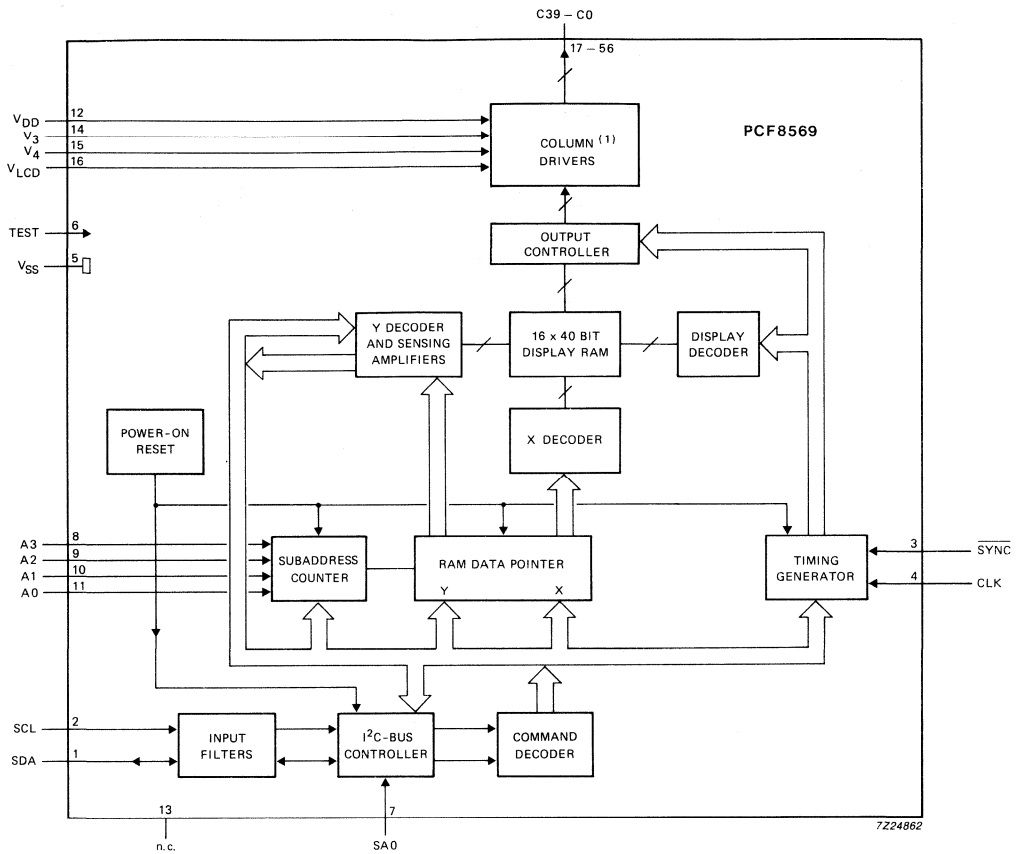 C39 – C0
17 – 56
PCF8569
VDD 12
V3 14
V4 15
VLCD 16
COLUMN (1)
DRIVERS
TEST 6
VSS 5
OUTPUT
CONTROLLER
Y DECODER
AND SENSING
AMPLIFIERS
16 x 40 BIT
DISPLAY RAM
DISPLAY
DECODER
POWER-ON
RESET
X DECODER
A3 8
A2 9
A1 10
A0 11
SUBADDRESS
COUNTER
RAM DATA POINTER
Y X
TIMING
GENERATOR
3 SYNC
4 CLK
SCL 2
SDA 1
INPUT
FILTERS
I²C-BUS
CONTROLLER
COMMAND
DECODER
13
n.c.
7
SA0
7Z24862